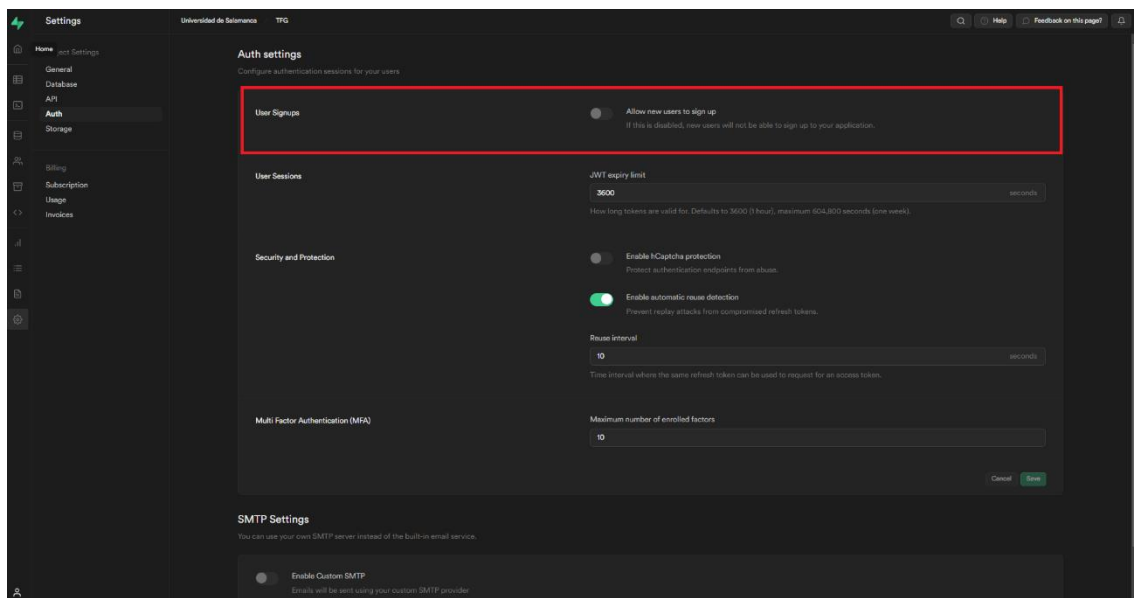 Settings
Universidad de Salamanca TFG
Help
Feedback on this page?
Home
ject Settings
General
Database
API
Auth
Storage
Billing
Subscription
Usage
Invoices
Auth settings
Configure authentication sessions for your users
User Signups
Allow new users to sign up
If this is disabled, new users will not be able to sign up to your application.
User Sessions
JWT expiry limit
3600 seconds
How long tokens are valid for. Defaults to 3600 (1 hour), maximum 604,800 seconds (one week).
Security and Protection
Enable hCaptcha protection
Protect authentication endpoints from abuse.
Enable automatic reuse detection
Prevent replay attacks from compromised refresh tokens.
Reuse interval
10 seconds
Time interval where the same refresh token can be used to request for an access token.
Multi Factor Authentication (MFA)
Maximum number of enrolled factors
10
Cancel Save
SMTP Settings
You can use your own SMTP server instead of the built-in email service.
Enable Custom SMTP
Emails will be sent using your custom SMTP provider